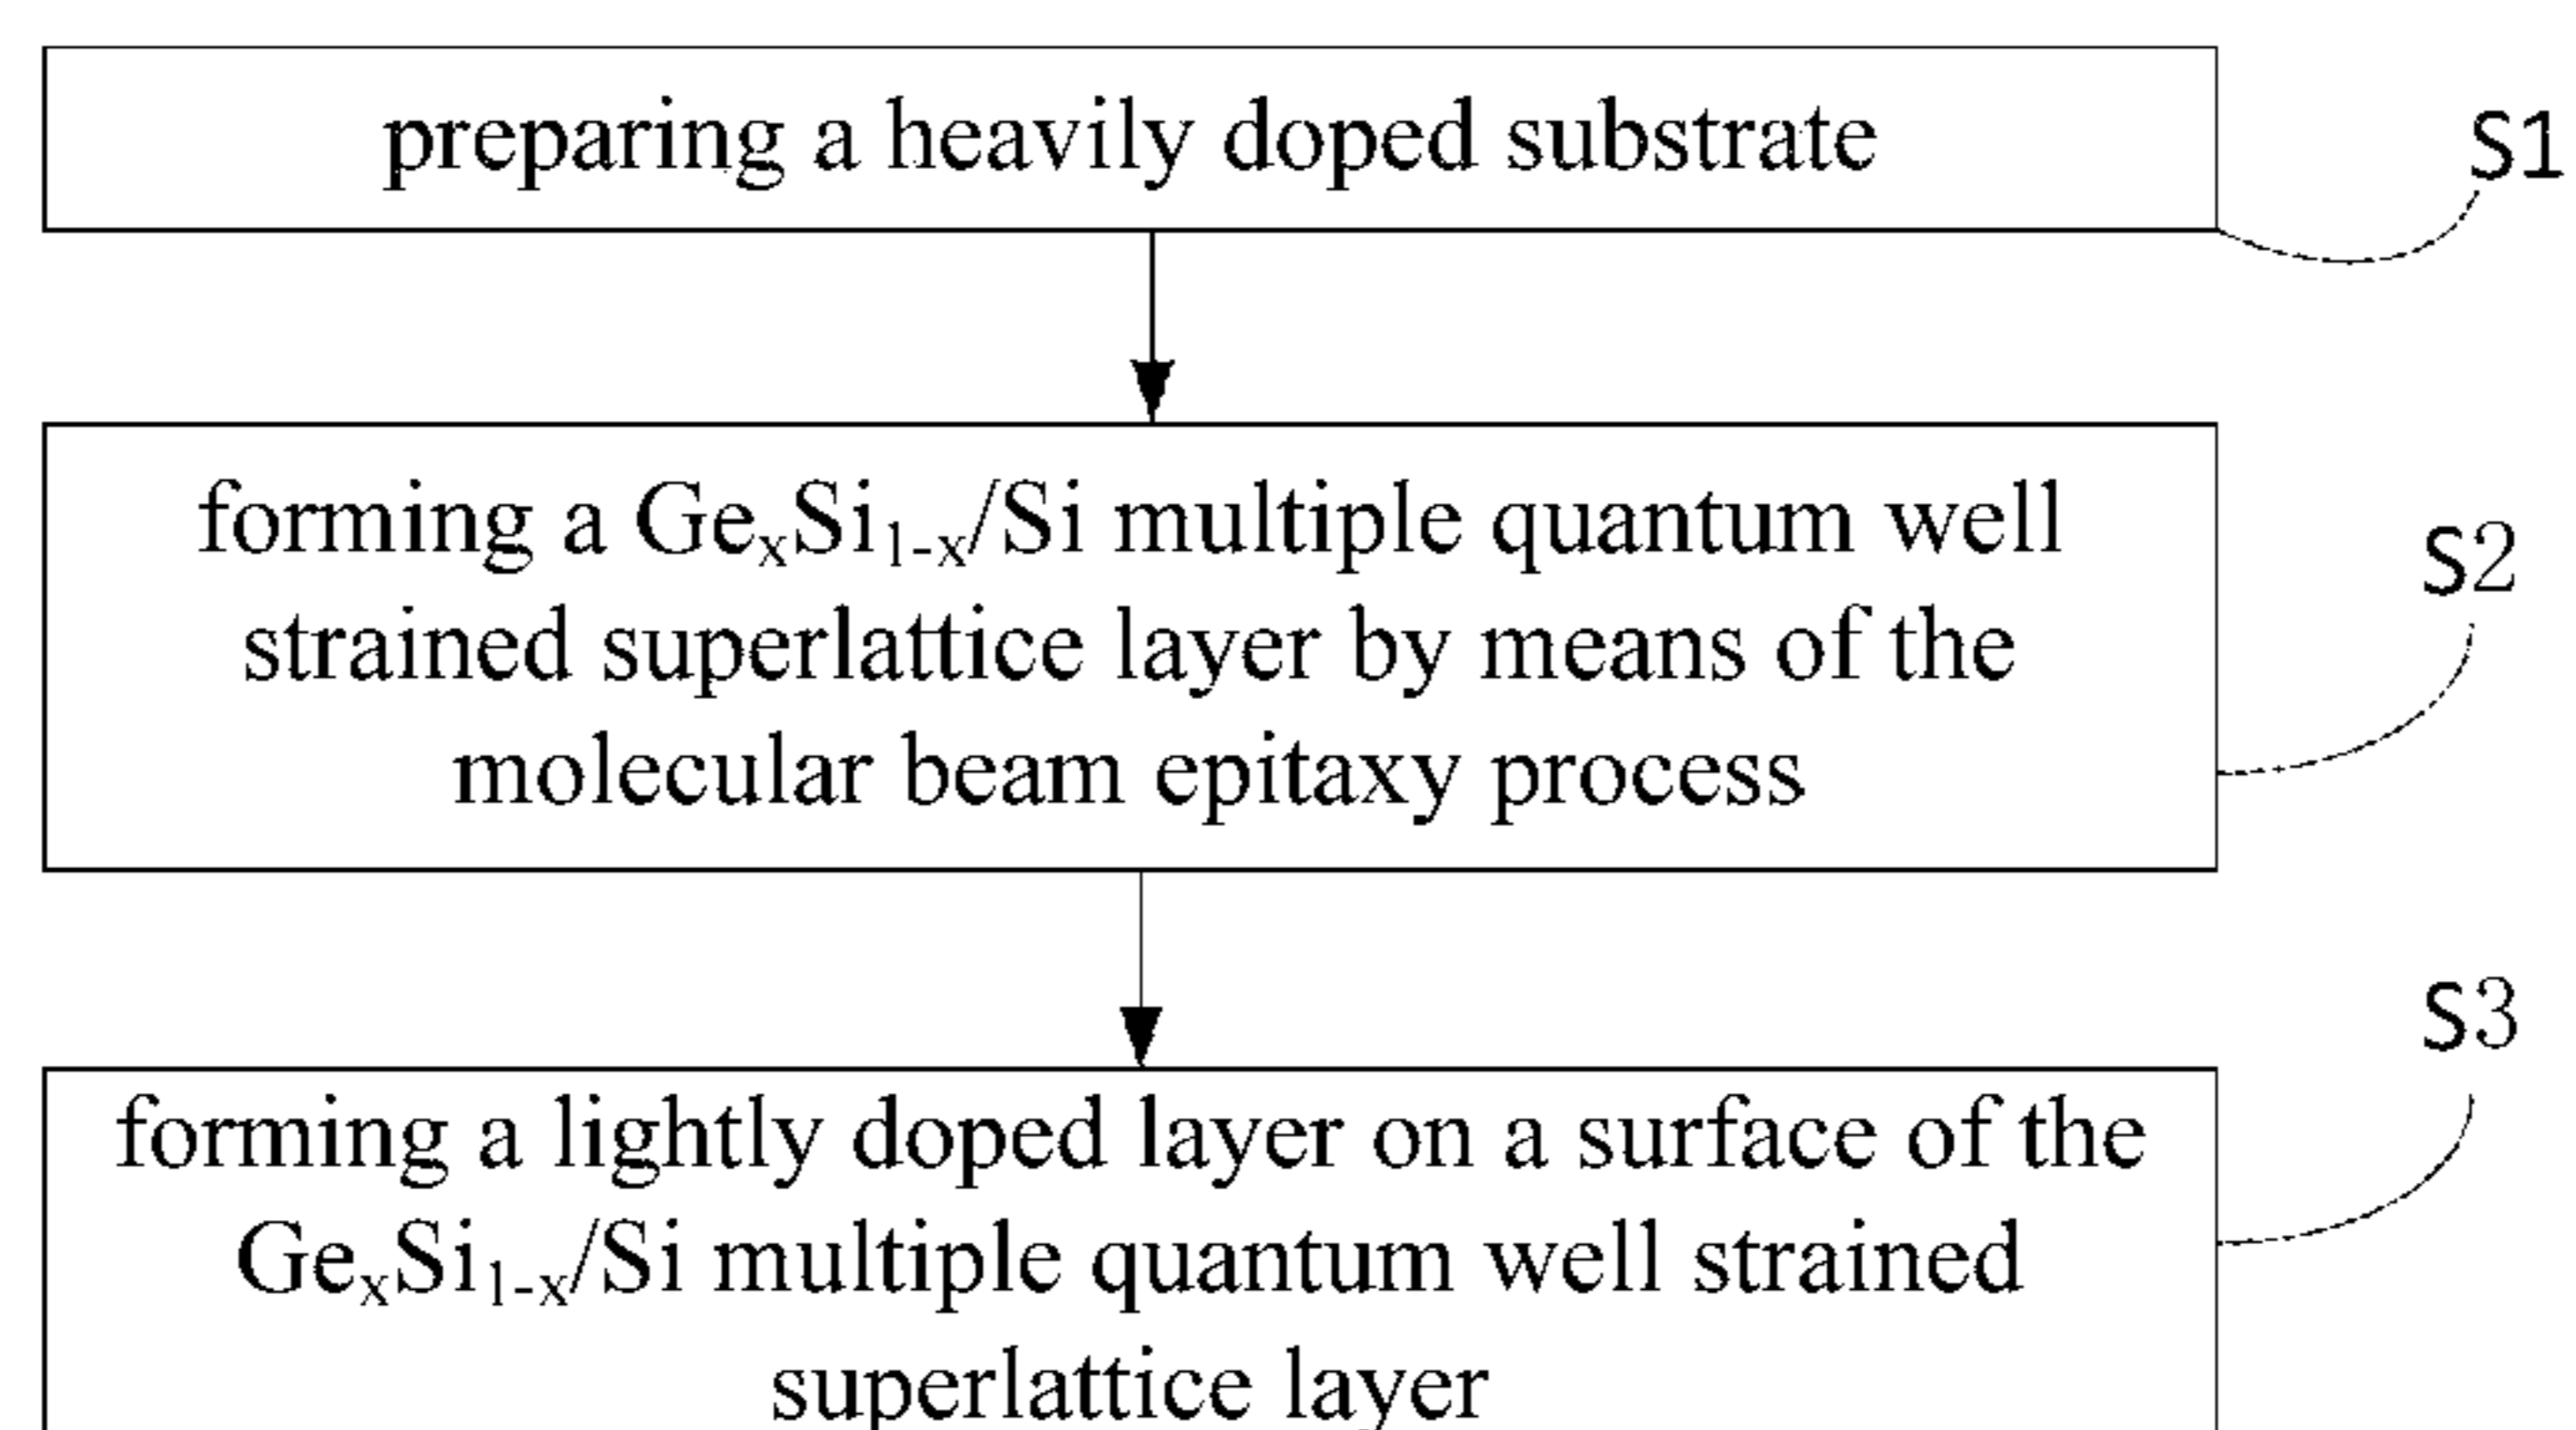 preparing a heavily doped substrate
S1
forming a GeₓSi₁₋ₓ/Si multiple quantum well
strained superlattice layer by means of the
molecular beam epitaxy process
S2
forming a lightly doped layer on a surface of the
GeₓSi₁₋ₓ/Si multiple quantum well strained
superlattice layer
S3